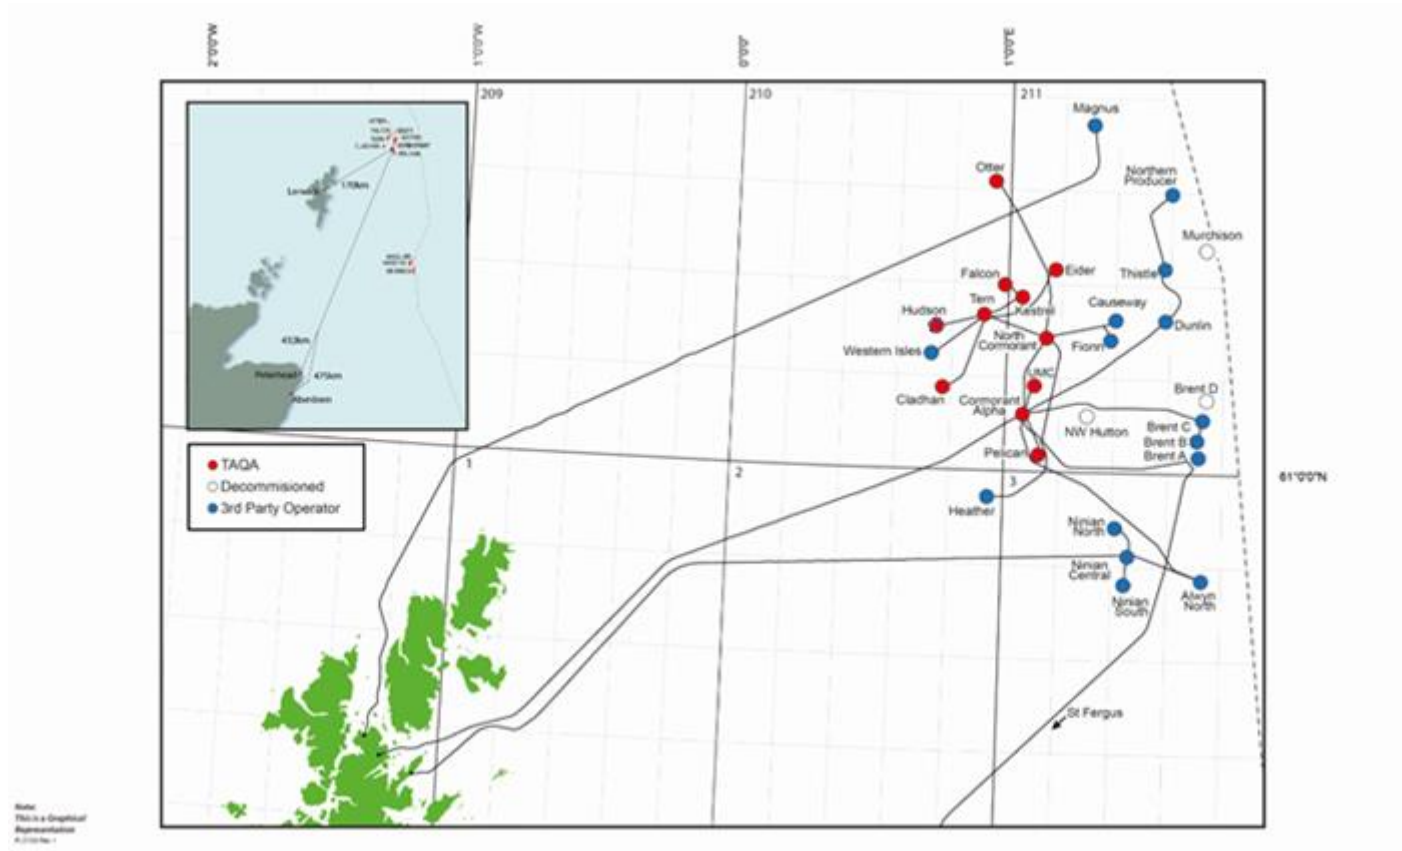 2°0'0"W
1°0'0"W
0°0'0"
1°0'0"E
209
210
211
Magnus
Otter
Northern
Producer
Murchison
Falcon
Eider
Thistle
Tern
Kestrel
Causeway
Hudson
Dunlin
North
Cormorant
Fionn
Western Isles
UMC
Cladhan
Cormorant
Alpha
Brent D
NW Hutton
Brent C
Brent B
Brent A
Pelican
1
2
3
61°0'0"N
Heather
Ninian
North
Ninian
Central
Ninian
South
Alwyn
North
St Fergus
Lerwick
170km
433km
Peterhead
475km
Aberdeen
TAQA
Decommisioned
3rd Party Operator
Note:
This is a Graphical
Representation